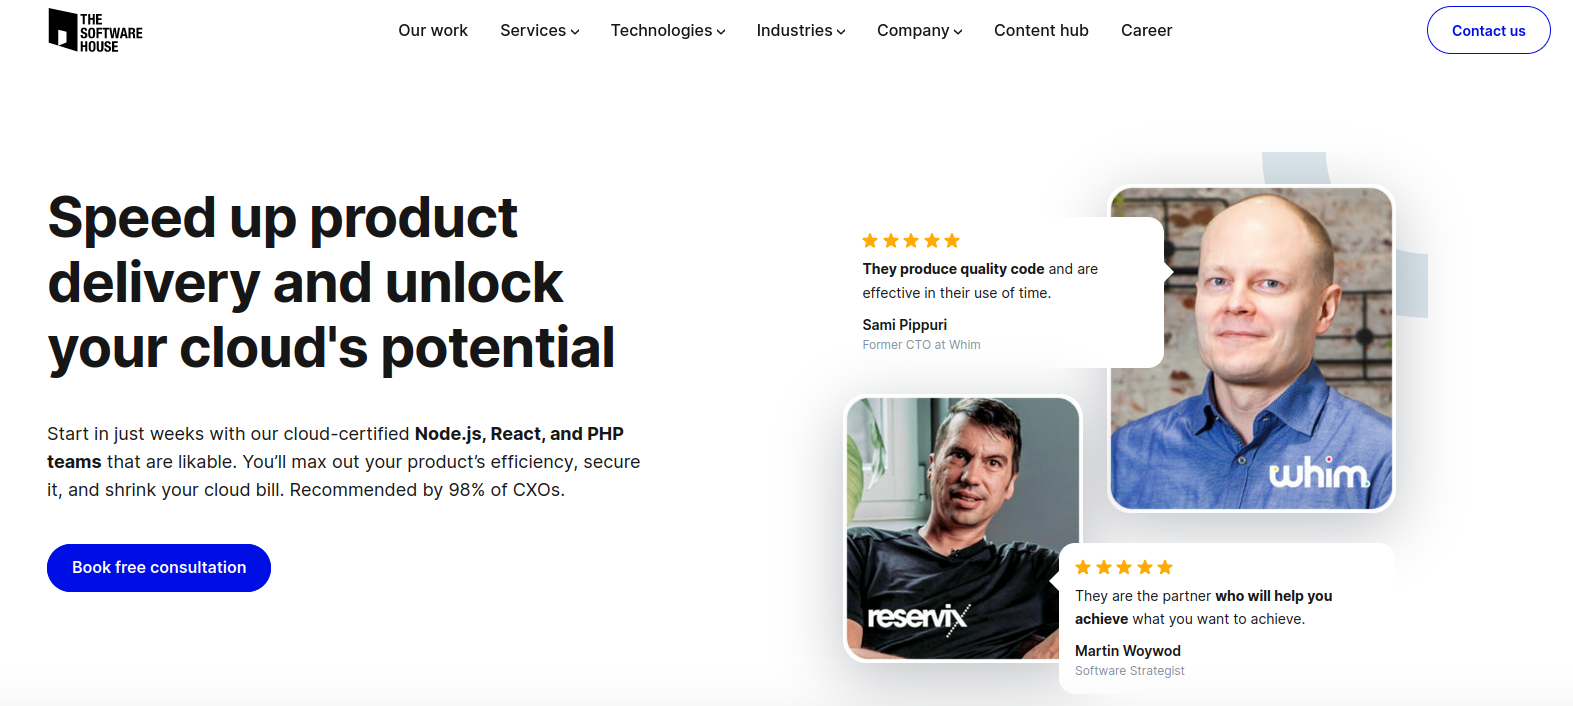 THE
SOFTWARE
HOUSE
Our work
Services
Technologies
Industries
Company
Content hub
Career
Contact us
Speed up product
delivery and unlock
your cloud's potential
Start in just weeks with our cloud-certified Node.js, React, and PHP
teams that are likable. You’ll max out your product’s efficiency, secure
it, and shrink your cloud bill. Recommended by 98% of CXOs.
Book free consultation
They produce quality code and are
effective in their use of time.
Sami Pippuri
Former CTO at Whim
whim
reservix
They are the partner who will help you
achieve what you want to achieve.
Martin Woywod
Software Strategist